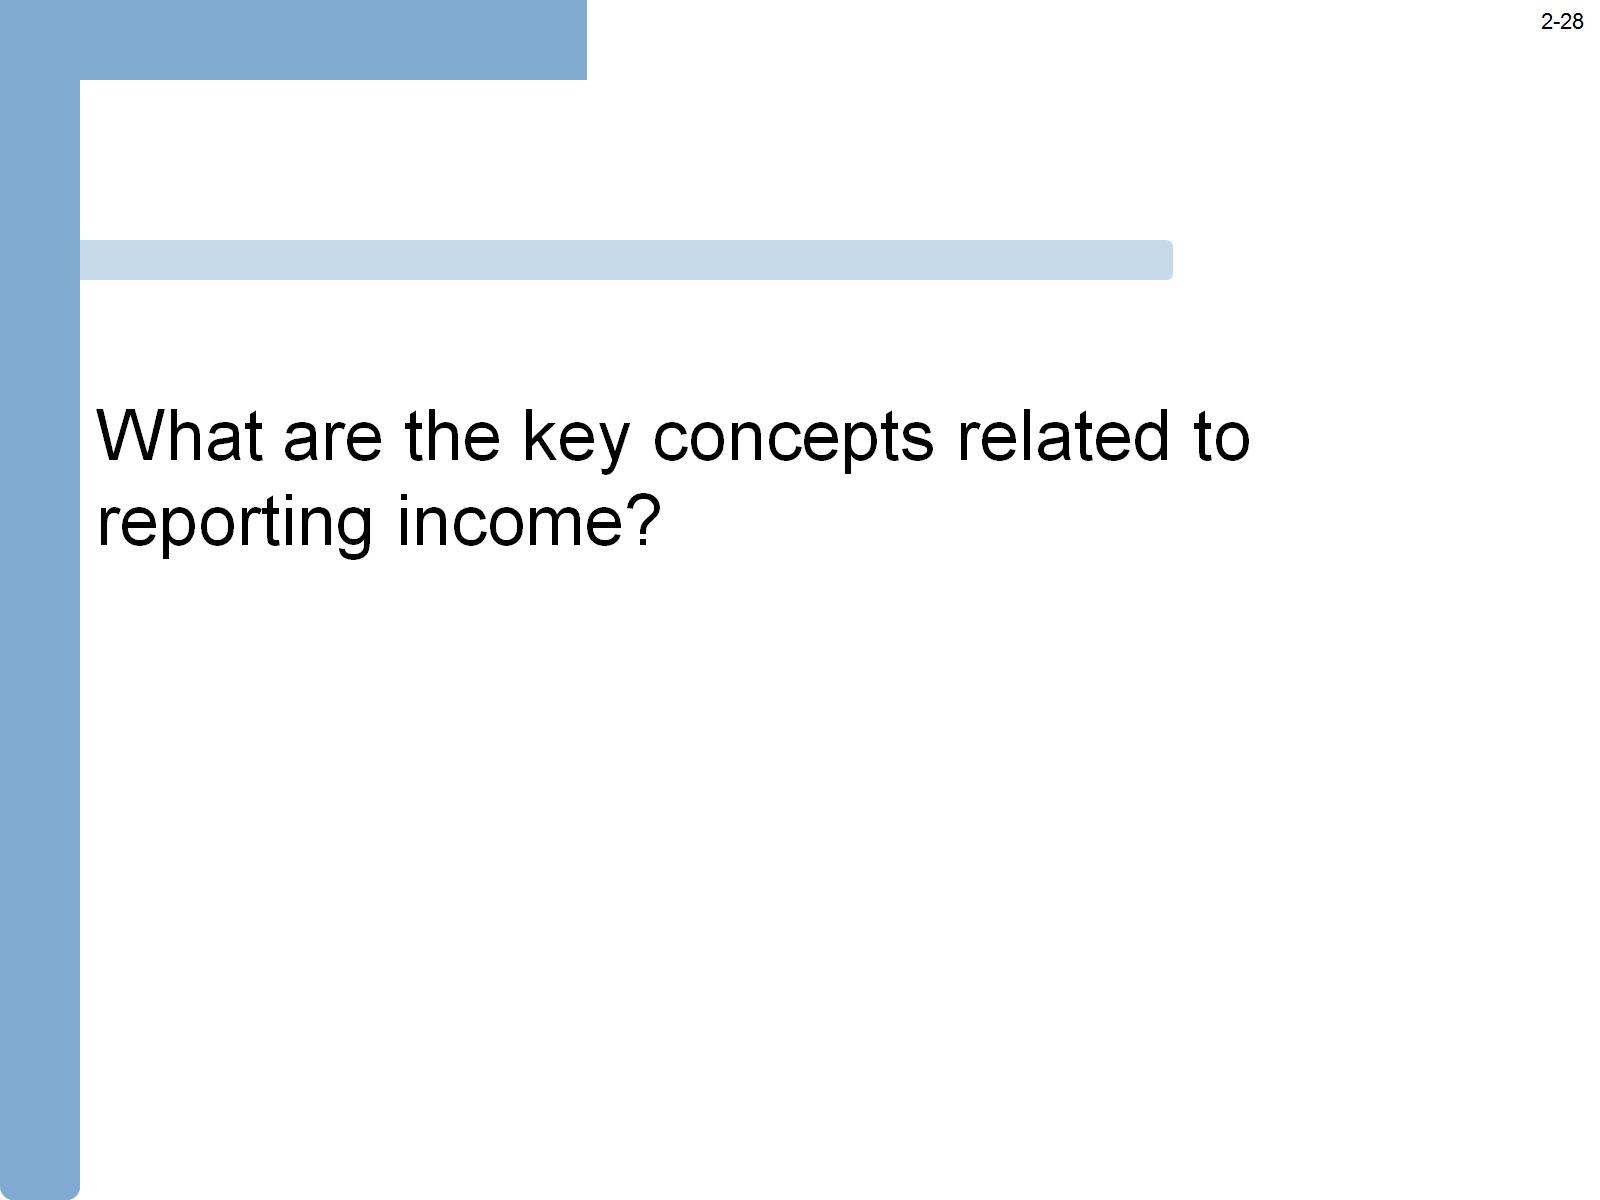 2-28
What are the key concepts related to
reporting income?